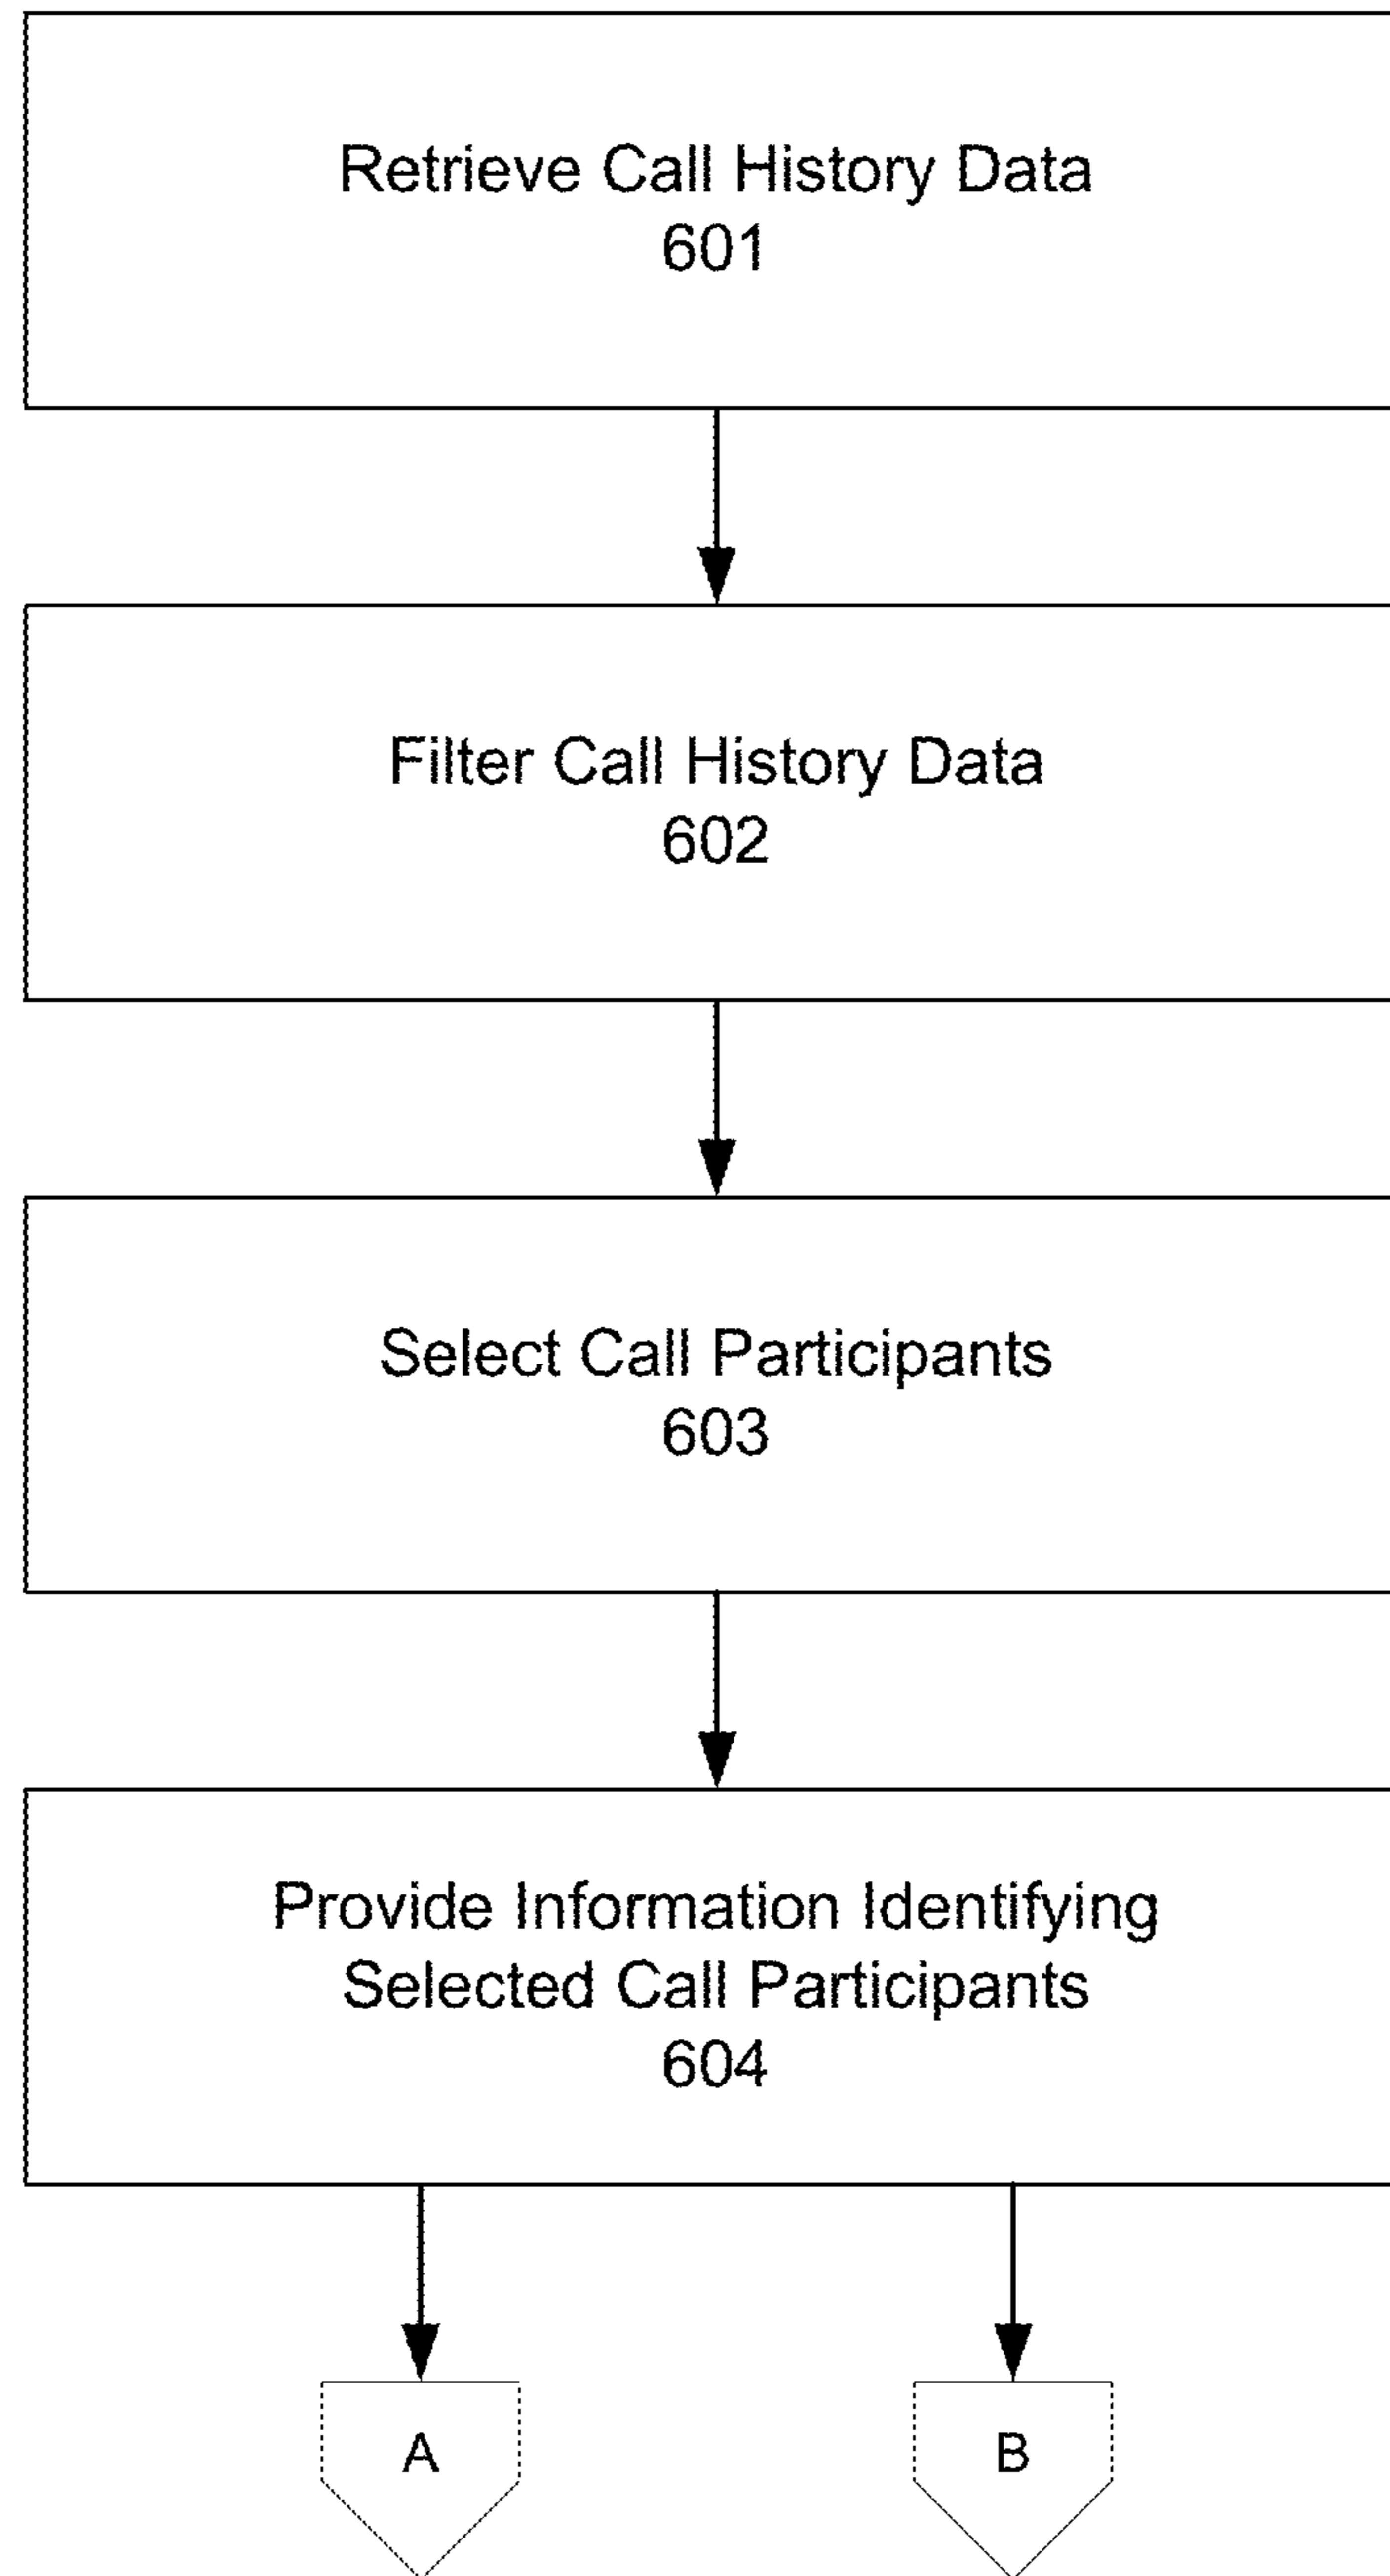 Retrieve Call History Data
601
Filter Call History Data
602
Select Call Participants
603
Provide Information Identifying
Selected Call Participants
604
A
B